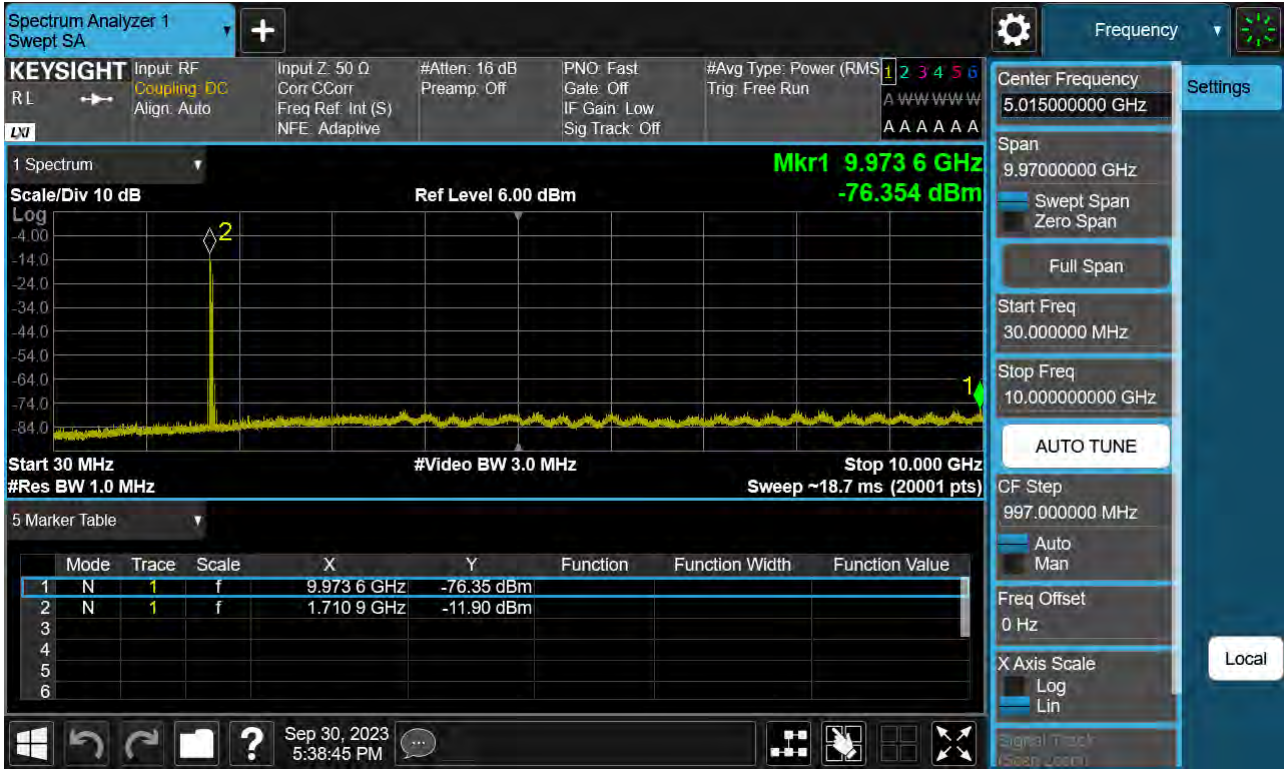 Spectrum Analyzer 1
Swept SA
+
Frequency
KEYSIGHT
RL
LXI
Input: RF
Coupling: DC
Align: Auto
Input Z: 50 Ω
Corr CCorr
Freq Ref: Int (S)
NFE: Adaptive
#Atten: 16 dB
Preamp: Off
PNO: Fast
Gate: Off
IF Gain: Low
Sig Track: Off
#Avg Type: Power (RMS
Trig: Free Run
1 2 3 4 5 6
A W W W W W
A A A A A A
Center Frequency
5.015000000 GHz
Settings
1 Spectrum
Mkr1 9.973 6 GHz
Scale/Div 10 dB
Ref Level 6.00 dBm
-76.354 dBm
Span
9.97000000 GHz
Swept Span
Zero Span
Log
-4.00
-14.0
-24.0
-34.0
-44.0
-54.0
-64.0
-74.0
-84.0
2
1
Full Span
Start Freq
30.000000 MHz
Stop Freq
10.000000000 GHz
AUTO TUNE
Start 30 MHz
#Video BW 3.0 MHz
Stop 10.000 GHz
#Res BW 1.0 MHz
Sweep ~18.7 ms (20001 pts)
CF Step
997.000000 MHz
Auto
Man
5 Marker Table
Mode Trace Scale X Y Function Function Width Function Value
1 N 1 f 9.973 6 GHz -76.35 dBm
2 N 1 f 1.710 9 GHz -11.90 dBm
3
4
5
6
Freq Offset
0 Hz
X Axis Scale
Log
Lin
Local
Signal Track
(Span Zoom)
?
Sep 30, 2023
5:38:45 PM